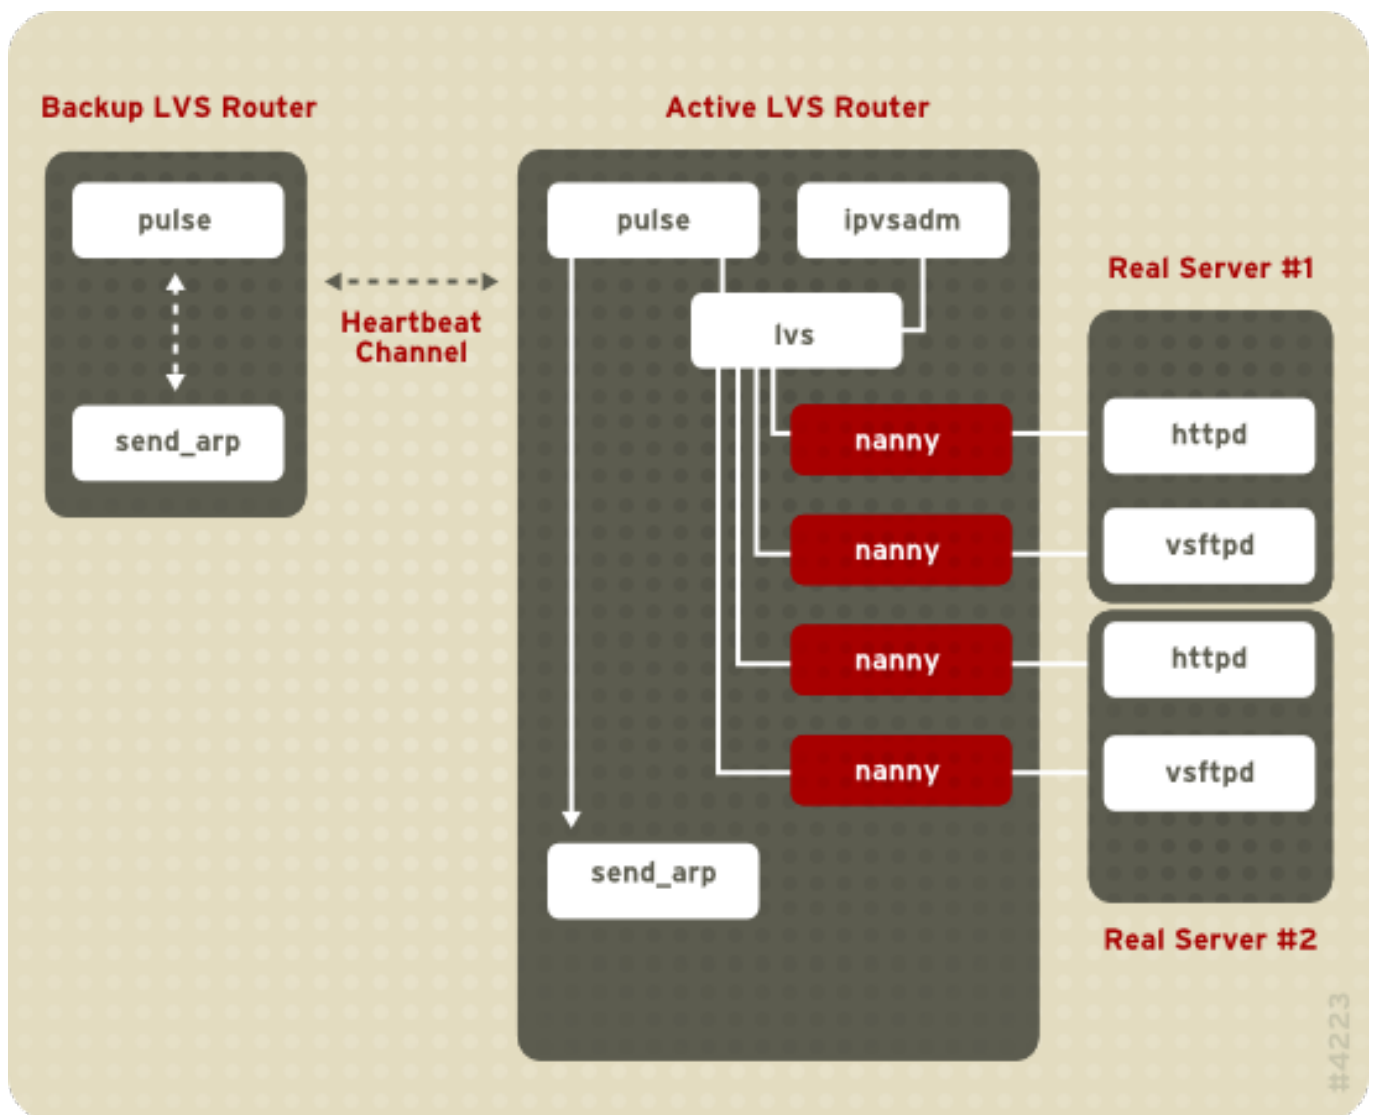 Backup LVS Router
pulse
send_arp
Heartbeat
Channel
Active LVS Router
pulse
ipvsadm
lvs
nanny
nanny
nanny
nanny
send_arp
Real Server #1
httpd
vsftpd
httpd
vsftpd
Real Server #2
#4223